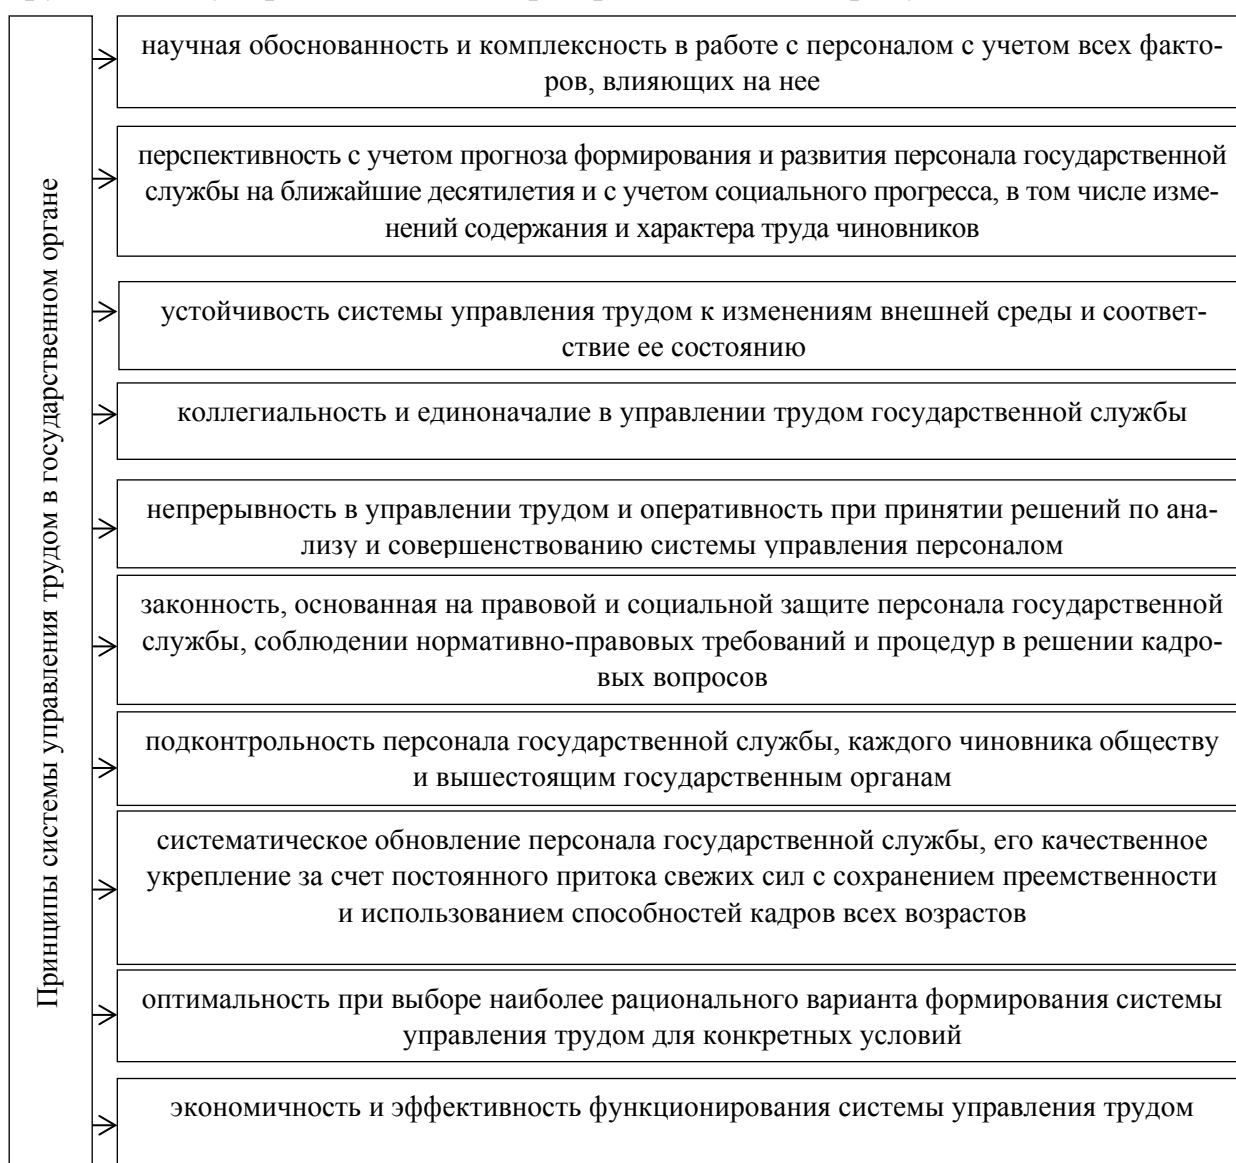 Принципы системы управления трудом в государственном органе
научная обоснованность и комплексность в работе с персоналом с учетом всех факто-
ров, влияющих на нее
перспективность с учетом прогноза формирования и развития персонала государственной
службы на ближайшие десятилетия и с учетом социального прогресса, в том числе изме-
нений содержания и характера труда чиновников
устойчивость системы управления трудом к изменениям внешней среды и соответ-
ствие ее состоянию
коллегиальность и единоначалие в управлении трудом государственной службы
непрерывность в управлении трудом и оперативность при принятии решений по ана-
лизу и совершенствованию системы управления персоналом
законность, основанная на правовой и социальной защите персонала государственной
службы, соблюдении нормативно-правовых требований и процедур в решении кадро-
вых вопросов
подконтрольность персонала государственной службы, каждого чиновника обществу
и вышестоящим государственным органам
систематическое обновление персонала государственной службы, его качественное
укрепление за счет постоянного притока свежих сил с сохранением преемственности
и использованием способностей кадров всех возрастов
оптимальность при выборе наиболее рационального варианта формирования системы
управления трудом для конкретных условий
экономичность и эффективность функционирования системы управления трудом